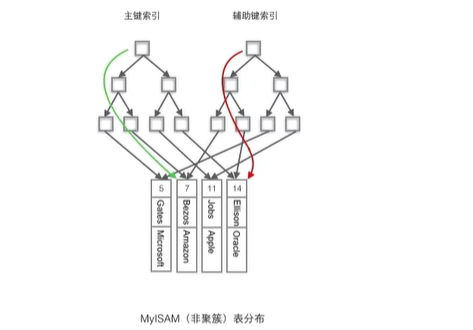 主键索引
辅助键索引
5
7
11
14
Gates
Bezos
Jobs
Ellison
Microsoft
Amazon
Apple
Oracle
MyISAM（非聚簇）表分布